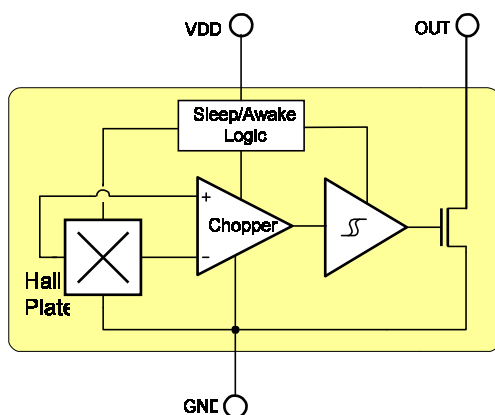 VDD
OUT
Sleep/Awake
Logic
+
Chopper
−
Hall
Plate
GND